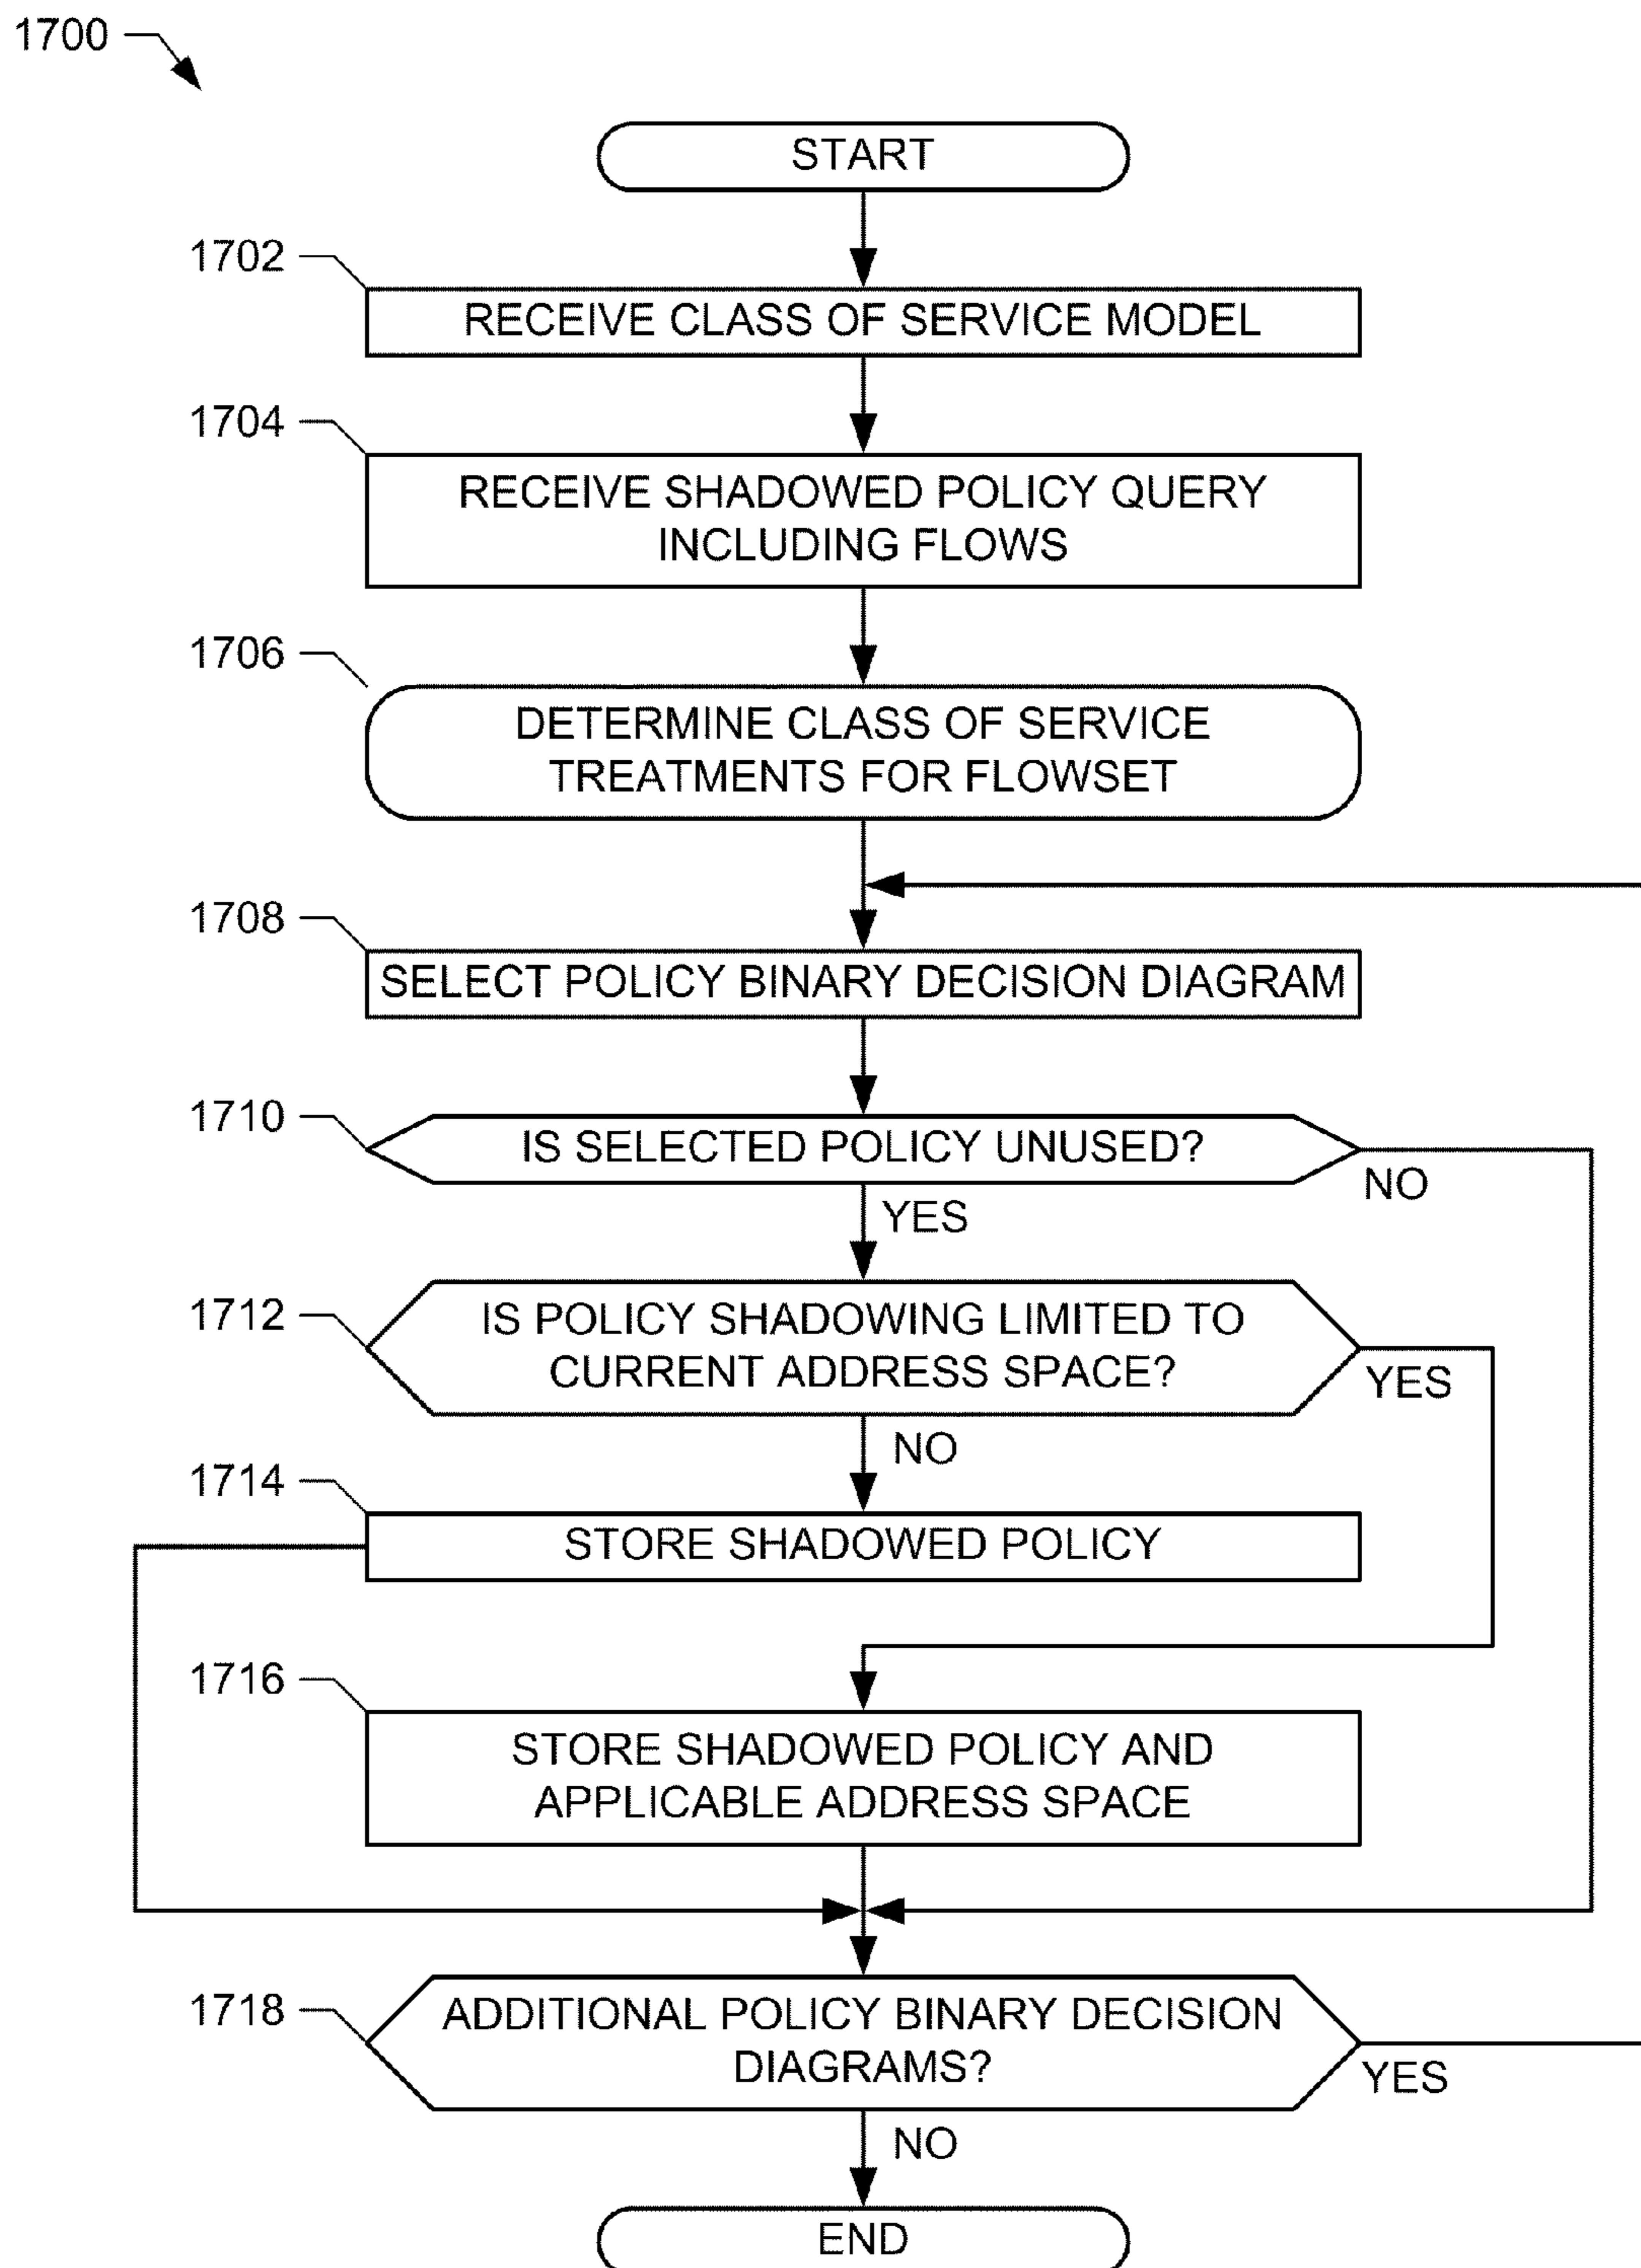 1700
START
1702
RECEIVE CLASS OF SERVICE MODEL
1704
RECEIVE SHADOWED POLICY QUERY
INCLUDING FLOWS
1706
DETERMINE CLASS OF SERVICE
TREATMENTS FOR FLOWSET
1708
SELECT POLICY BINARY DECISION DIAGRAM
1710
IS SELECTED POLICY UNUSED?
NO
YES
1712
IS POLICY SHADOWING LIMITED TO
CURRENT ADDRESS SPACE?
YES
NO
1714
STORE SHADOWED POLICY
1716
STORE SHADOWED POLICY AND
APPLICABLE ADDRESS SPACE
1718
ADDITIONAL POLICY BINARY DECISION
DIAGRAMS?
YES
NO
END